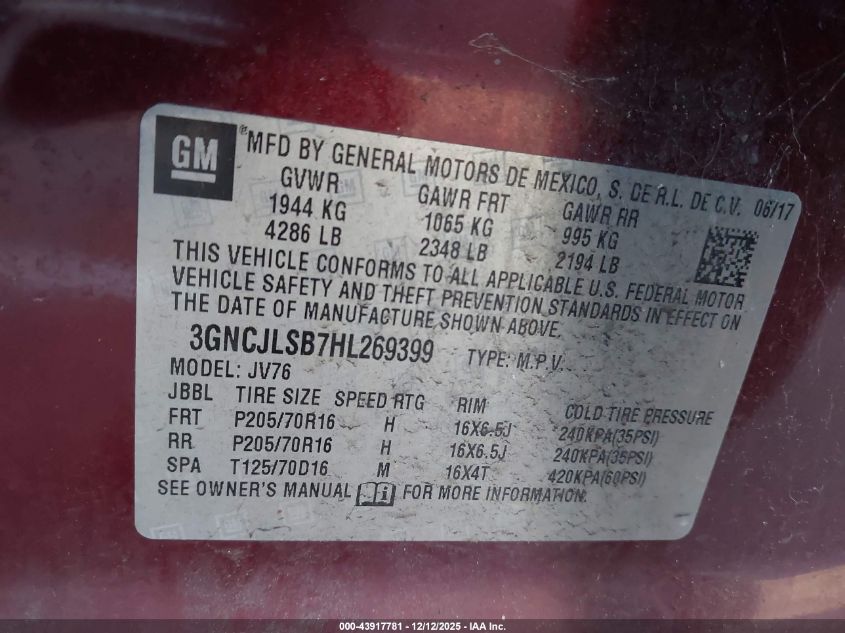 GM
® MFD BY GENERAL MOTORS DE MEXICO, S. DE R.L. DE C.V. 06/17
GVWR GAWR FRT GAWR RR
1944 KG 1065 KG 995 KG
4286 LB 2348 LB 2194 LB
THIS VEHICLE CONFORMS TO ALL APPLICABLE U.S. FEDERAL MOTOR
VEHICLE SAFETY AND THEFT PREVENTION STANDARDS IN EFFECT ON
THE DATE OF MANUFACTURE SHOWN ABOVE.
3GNCJLSB7HL269399 TYPE: M.P.V.
MODEL: JV76
JBBL TIRE SIZE SPEED RTG RIM COLD TIRE PRESSURE
FRT P205/70R16 H 16X6.5J 240KPA(35PSI)
RR P205/70R16 H 16X6.5J 240KPA(35PSI)
SPA T125/70D16 M 16X4T 420KPA(60PSI)
SEE OWNER'S MANUAL FOR MORE INFORMATION.
000-43917781 - 12/12/2025 - IAA Inc.